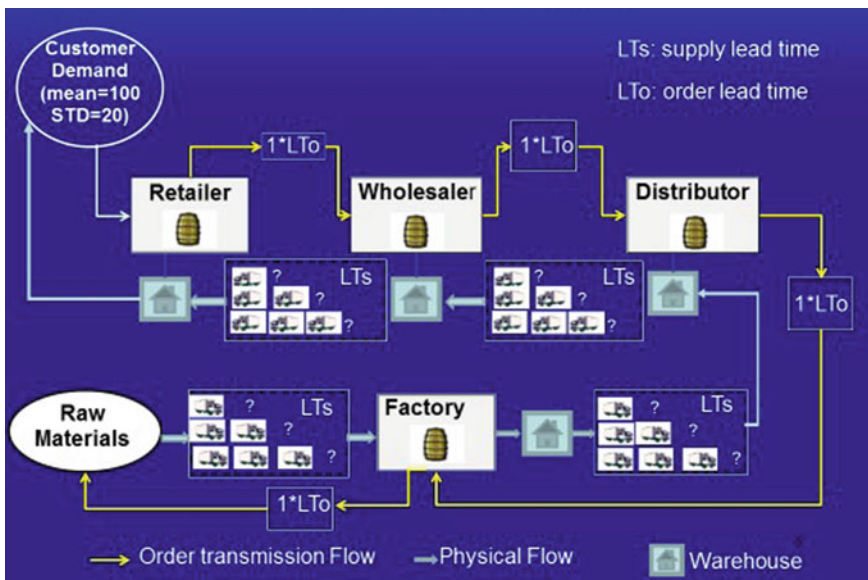 Customer
Demand
(mean=100
STD=20)
LTs: supply lead time
LTo: order lead time
1*LTo
1*LTo
Retailer
Wholesaler
Distributor
LTs
?
?
?
LTs
?
?
?
1*LTo
Raw
Materials
LTs
?
?
?
Factory
LTs
?
?
?
1*LTo
Order transmission Flow
Physical Flow
Warehouse